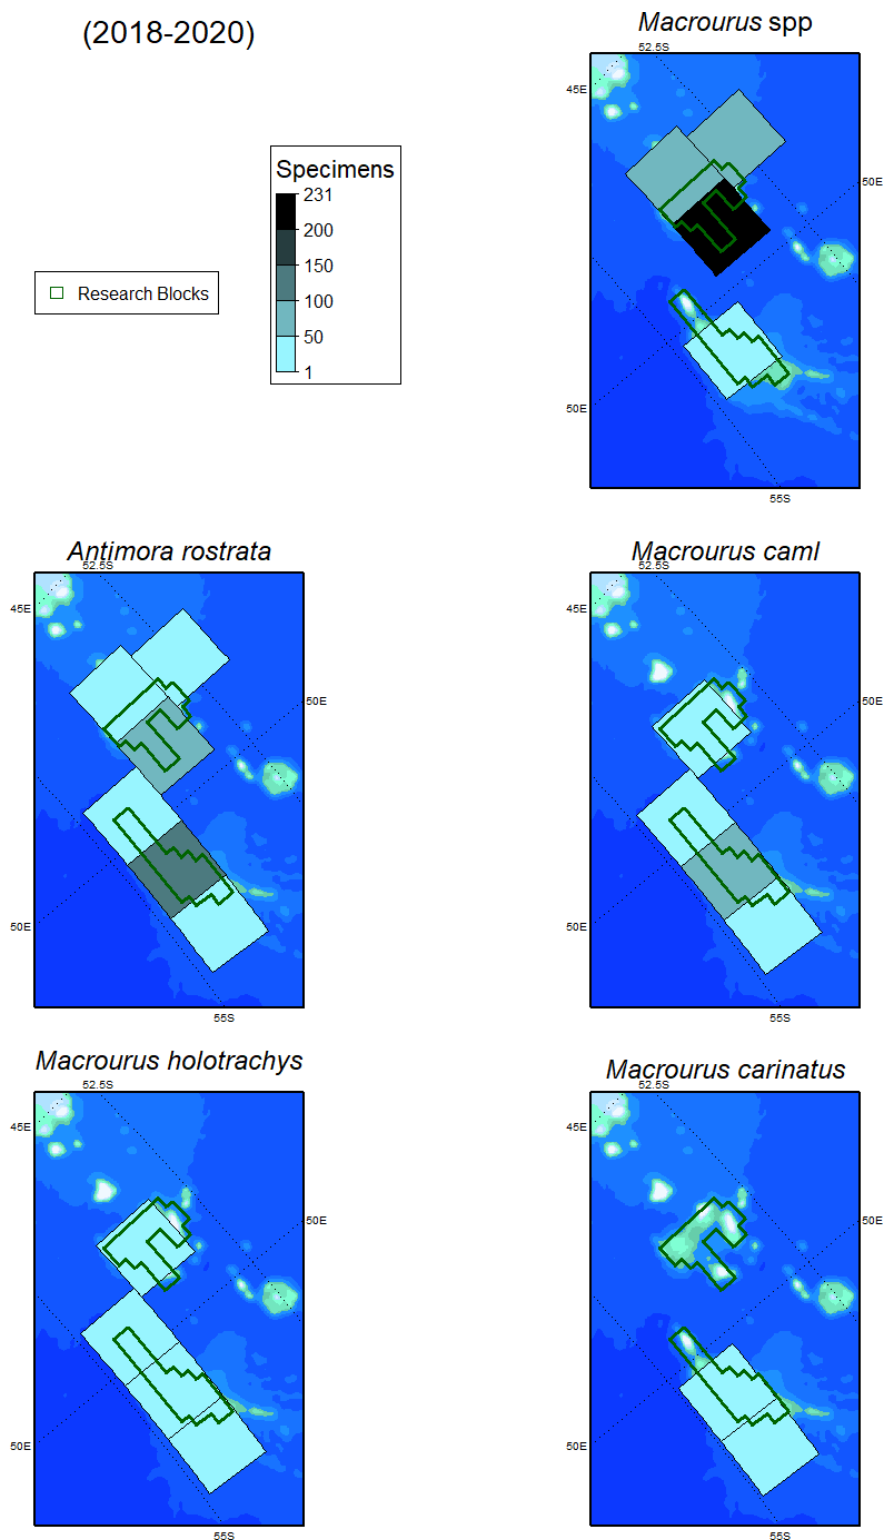 (2018-2020)
Macrourus spp
52.5S
45E
50E
50E
55S
Specimens
231
200
150
100
50
1
Research Blocks
Antimora rostrata
52.5S
45E
50E
50E
55S
Macrourus caml
52.5S
45E
50E
50E
55S
Macrourus holotrachys
52.5S
45E
50E
50E
55S
Macrourus carinatus
52.5S
45E
50E
50E
55S